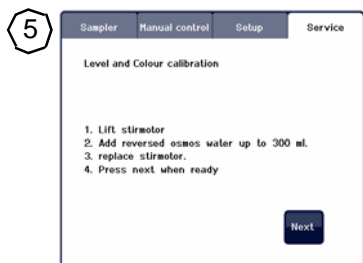 5
Sampler Manual control Setup Service
Level and Colour calibration
1. Lift stirmotor
2. Add reversed osmos water up to 300 ml.
3. replace stirmotor.
4. Press next when ready
Next